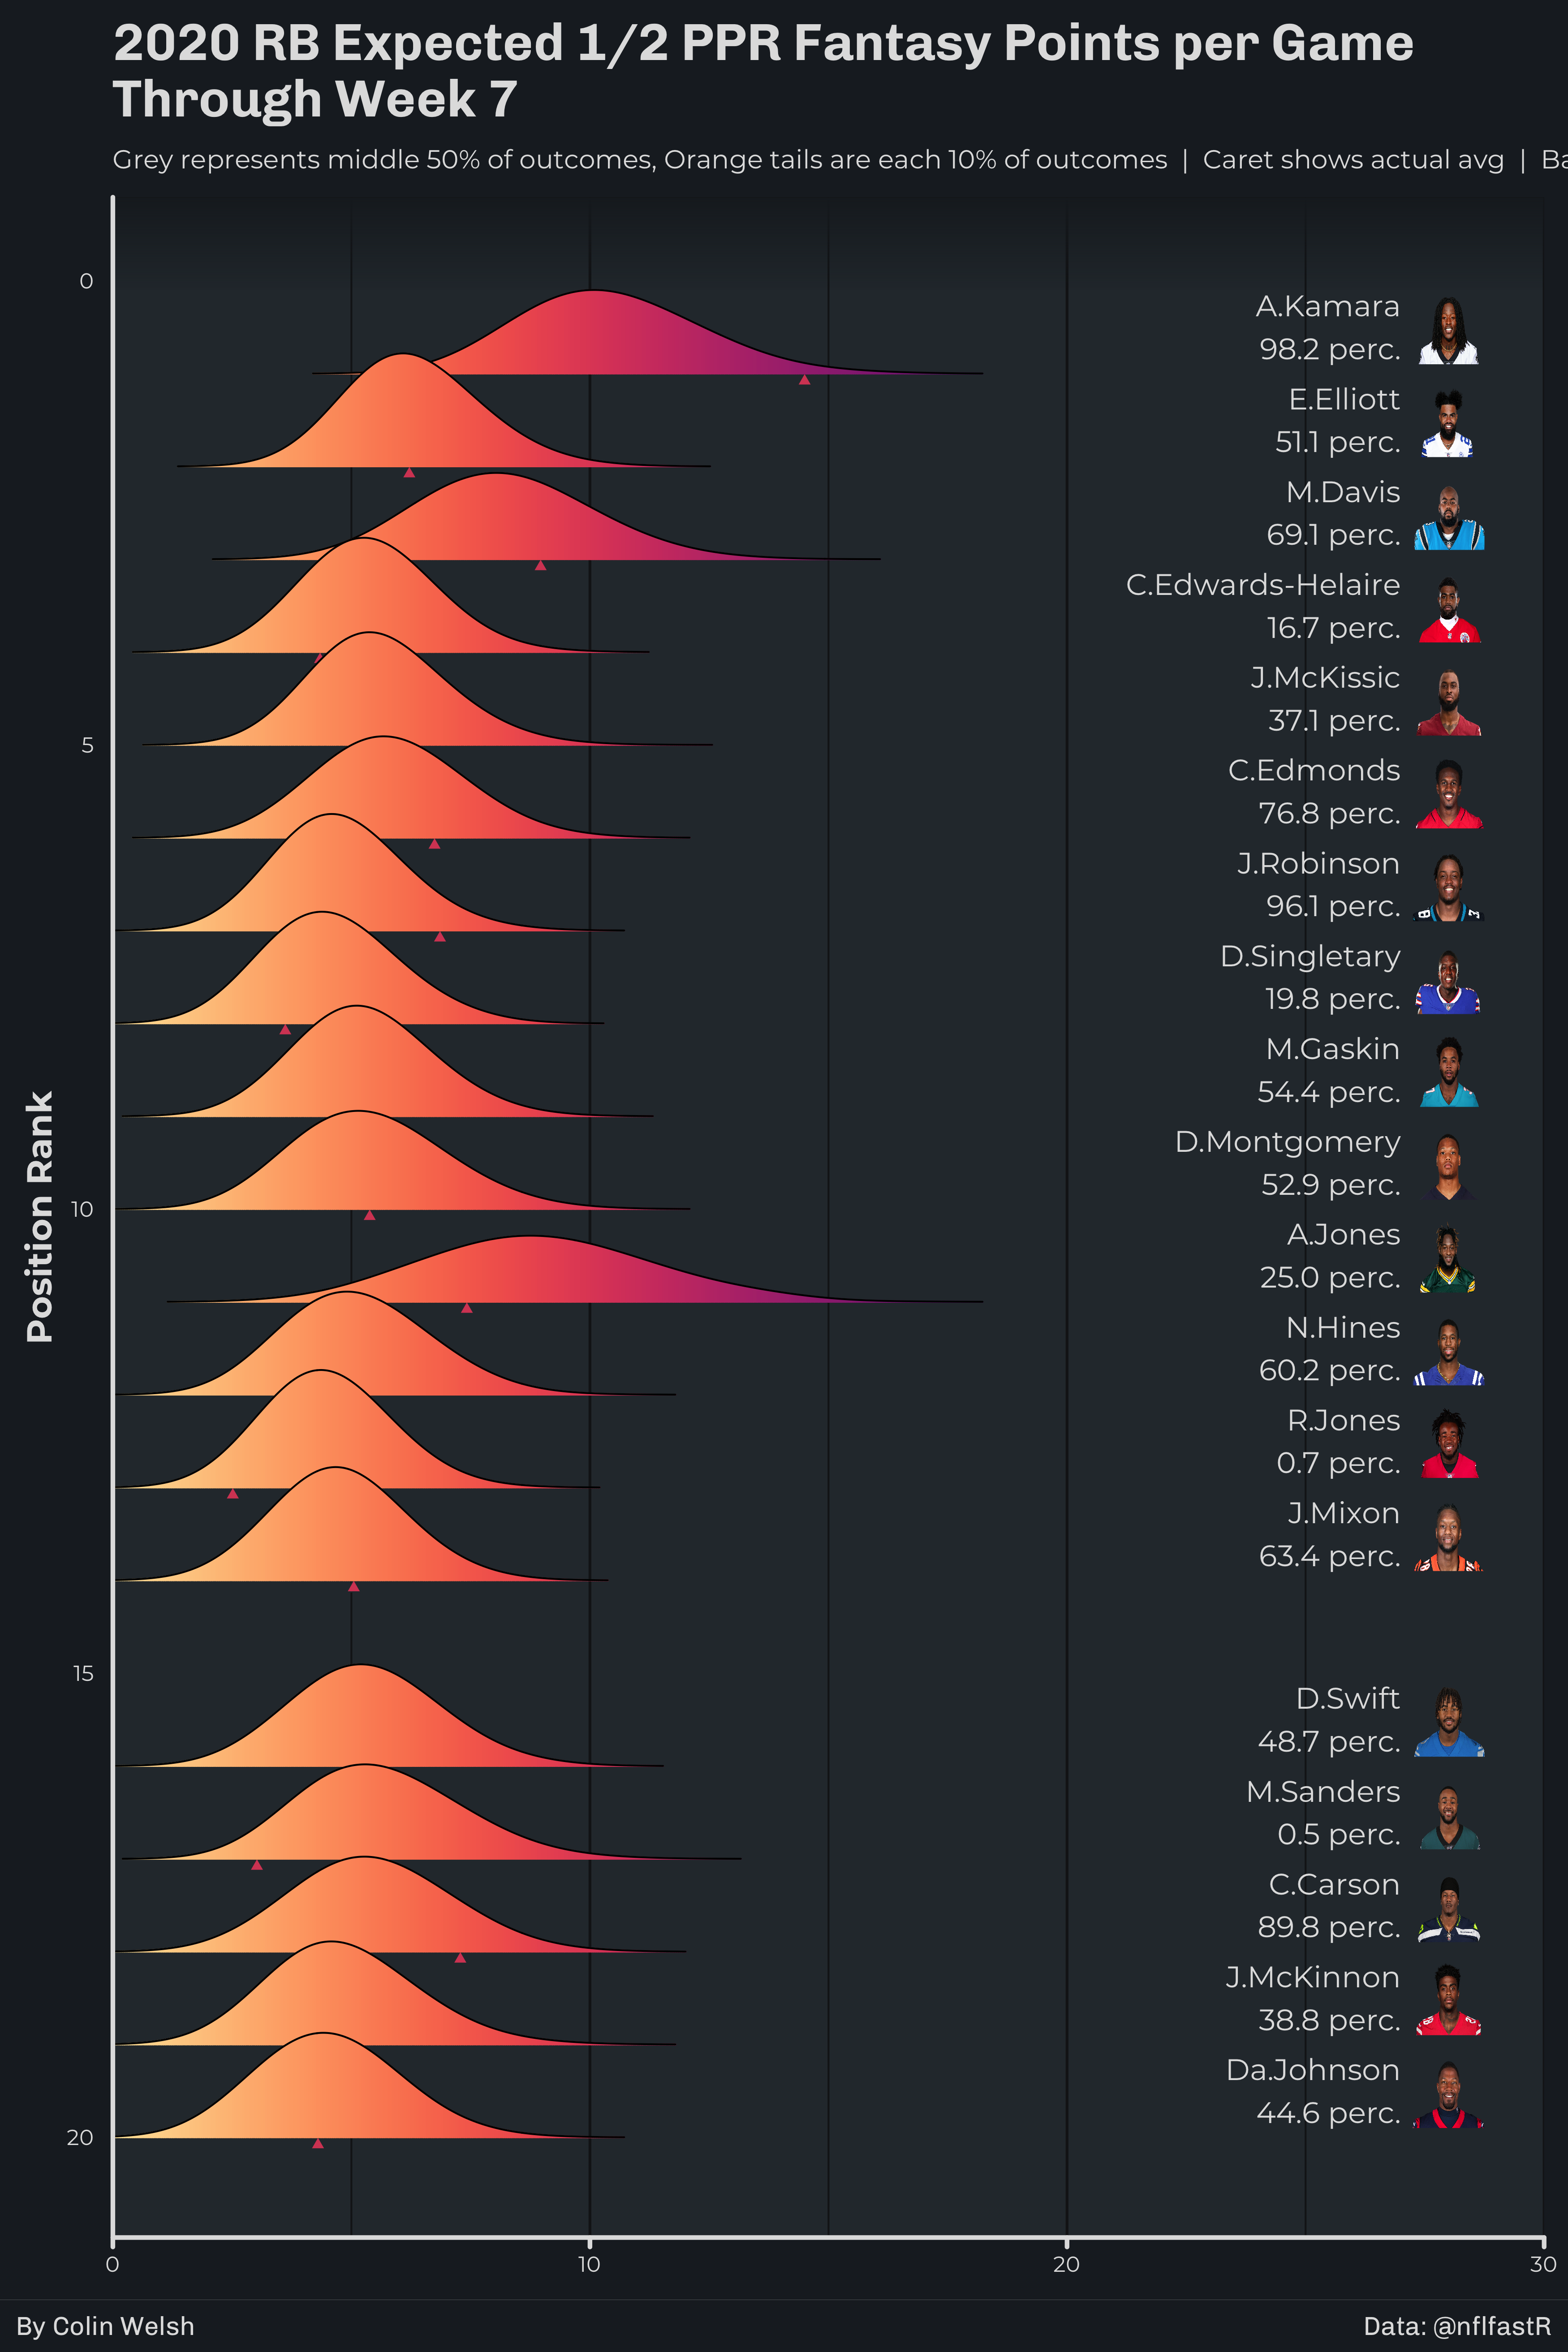 2020 RB Expected 1/2 PPR Fantasy Points per Game
Through Week 7
Grey represents middle 50% of outcomes, Orange tails are each 10% of outcomes | Caret shows actual avg | Ba
0
A.Kamara
98.2 perc.
E.Elliott
51.1 perc.
M.Davis
69.1 perc.
C.Edwards-Helaire
16.7 perc.
J.McKissic
37.1 perc.
5
C.Edmonds
76.8 perc.
J.Robinson
96.1 perc.
D.Singletary
19.8 perc.
M.Gaskin
54.4 perc.
D.Montgomery
52.9 perc.
10
Position Rank
A.Jones
25.0 perc.
N.Hines
60.2 perc.
R.Jones
0.7 perc.
J.Mixon
63.4 perc.
15
D.Swift
48.7 perc.
M.Sanders
0.5 perc.
C.Carson
89.8 perc.
J.McKinnon
38.8 perc.
Da.Johnson
44.6 perc.
20
0 10 20 30
By Colin Welsh
Data: @nflfastR